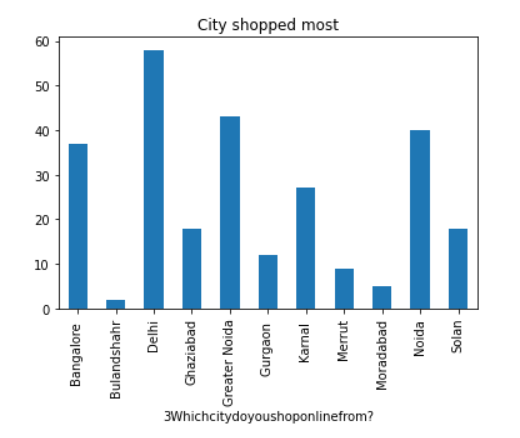 City shopped most
60
50
40
30
20
10
0
Bangalore
Bulandshahr
Delhi
Ghaziabad
Greater Noida
Gurgaon
Karnal
Merrut
Moradabad
Noida
Solan
3Whichcitydoyoushoponlinefrom?